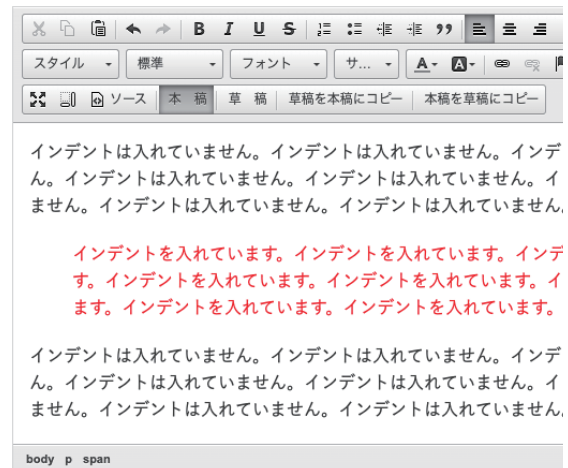 B I U S
スタイル 標準 フォント サ... A A
ソース 本 稿 草 稿 草稿を本稿にコピー 本稿を草稿にコピー
インデントは入れていません。インデントは入れていません。インデ
ん。インデントは入れていません。インデントは入れていません。イ
ません。インデントは入れていません。インデントは入れていません。
インデントを入れています。インデントを入れています。インデ
す。インデントを入れています。インデントを入れています。イ
ます。インデントを入れています。インデントを入れています。
インデントは入れていません。インデントは入れていません。インデ
ん。インデントは入れていません。インデントは入れていません。イ
ません。インデントは入れていません。インデントは入れていません。
body p span